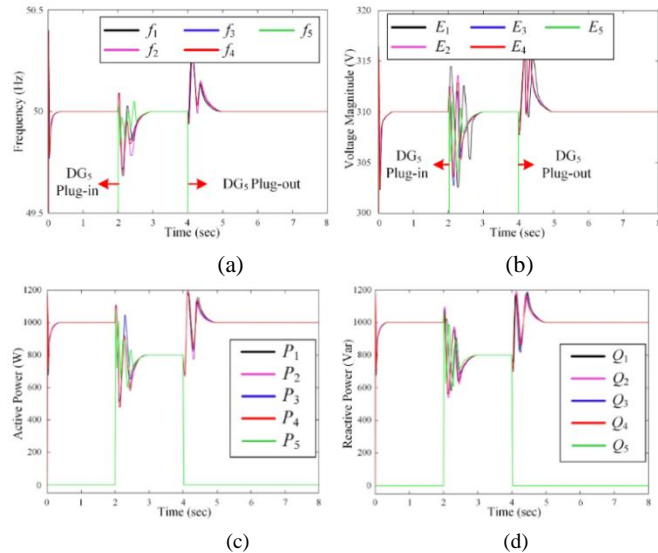 (a)
Frequency (Hz)
50
49.5
f1 f3 f5
f2 f4
DG5
Plug-in
DG5 Plug-out
0 1 2 3 4 5 6 7 8
Time (sec)
(a)
(b)
Voltage Magnitude (V)
310
305
300
E1 E3 E5
E2 E4
DG5
Plug-in
DG5
Plug-out
0 1 2 3 4 5 6 7 8
Time (sec)
(b)
Active Power (W)
1200
1000
800
600
400
200
0
P1
P2
P3
P4
P5
0 1 2 3 4 5 6 7 8
Time (sec)
(c)
Reactive Power (Var)
1200
1000
800
600
400
200
0
Q1
Q2
Q3
Q4
Q5
0 1 2 3 4 5 6 7 8
Time (sec)
(d)